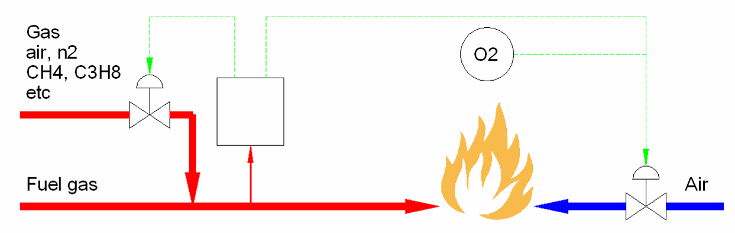 Gas
air, n2
CH4, C3H8
etc
O2
Fuel gas
Air